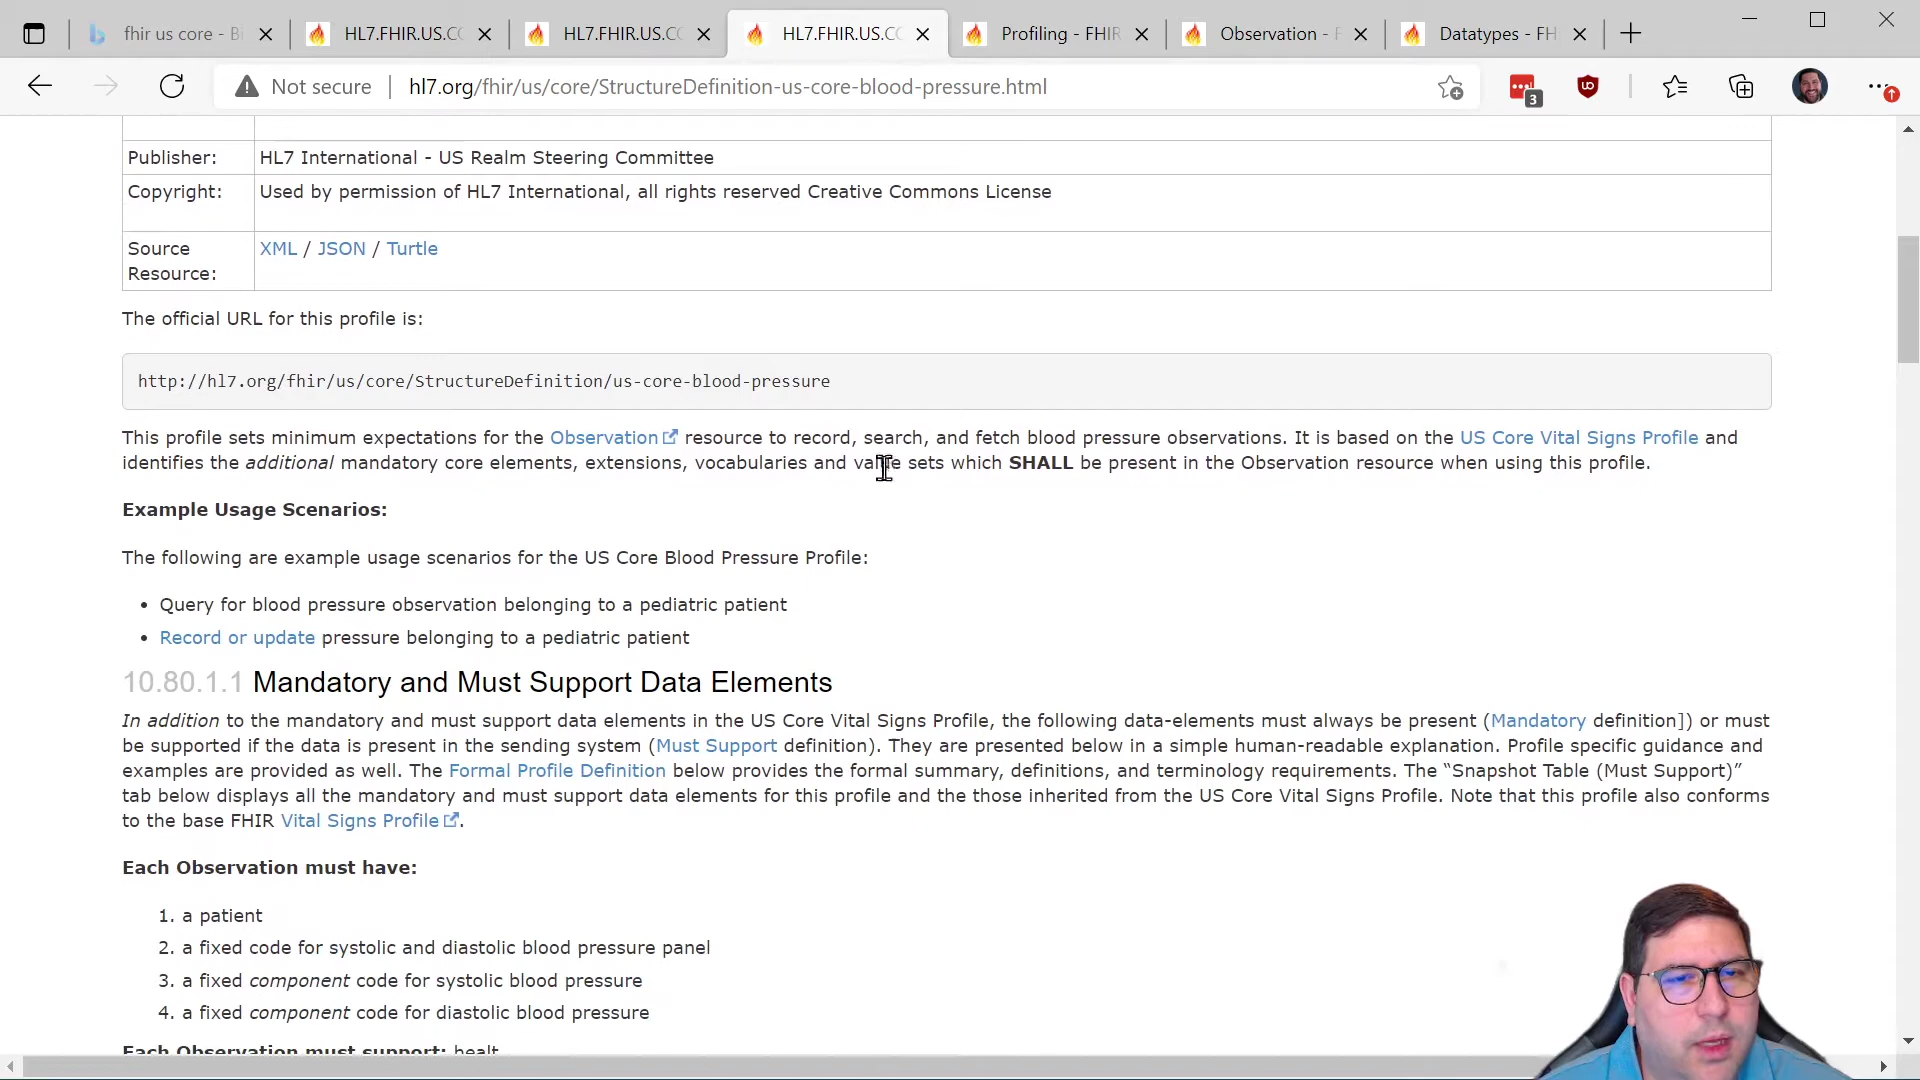 fhir us core - Bi
HL7.FHIR.US.CO
HL7.FHIR.US.CO
HL7.FHIR.US.CO
Profiling - FHIR
Observation - F
Datatypes - FH
Not secure
hl7.org/fhir/us/core/StructureDefinition-us-core-blood-pressure.html
3
Publisher: HL7 International - US Realm Steering Committee
Copyright: Used by permission of HL7 International, all rights reserved Creative Commons License
Source Resource: XML / JSON / Turtle
The official URL for this profile is:
http://hl7.org/fhir/us/core/StructureDefinition/us-core-blood-pressure
This profile sets minimum expectations for the Observation resource to record, search, and fetch blood pressure observations. It is based on the US Core Vital Signs Profile and
identifies the additional mandatory core elements, extensions, vocabularies and value sets which SHALL be present in the Observation resource when using this profile.
Example Usage Scenarios:
The following are example usage scenarios for the US Core Blood Pressure Profile:
• Query for blood pressure observation belonging to a pediatric patient
• Record or update pressure belonging to a pediatric patient
10.80.1.1 Mandatory and Must Support Data Elements
In addition to the mandatory and must support data elements in the US Core Vital Signs Profile, the following data-elements must always be present (Mandatory definition]) or must
be supported if the data is present in the sending system (Must Support definition). They are presented below in a simple human-readable explanation. Profile specific guidance and
examples are provided as well. The Formal Profile Definition below provides the formal summary, definitions, and terminology requirements. The “Snapshot Table (Must Support)”
tab below displays all the mandatory and must support data elements for this profile and the those inherited from the US Core Vital Signs Profile. Note that this profile also conforms
to the base FHIR Vital Signs Profile.
Each Observation must have:
1. a patient
2. a fixed code for systolic and diastolic blood pressure panel
3. a fixed component code for systolic blood pressure
4. a fixed component code for diastolic blood pressure
Each Observation must support: healt